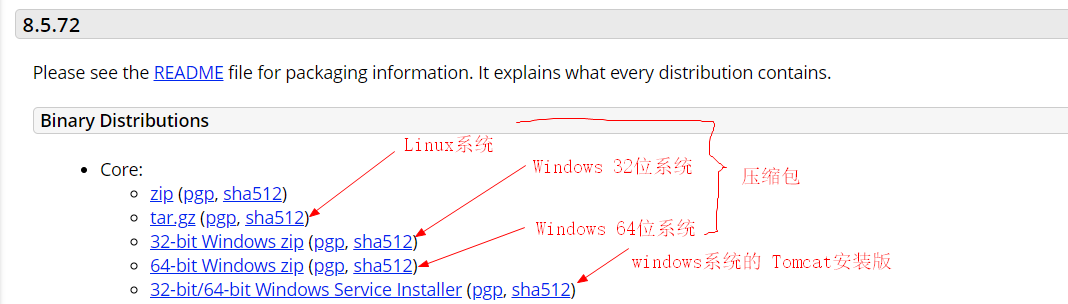 8.5.72
Please see the README file for packaging information. It explains what every distribution contains.
Binary Distributions
Linux系统
Core:
Windows 32位系统
压缩包
zip (pgp, sha512)
tar.gz (pgp, sha512)
Windows 64位系统
32-bit Windows zip (pgp, sha512)
64-bit Windows zip (pgp, sha512)
windows系统的 Tomcat安装版
32-bit/64-bit Windows Service Installer (pgp, sha512)